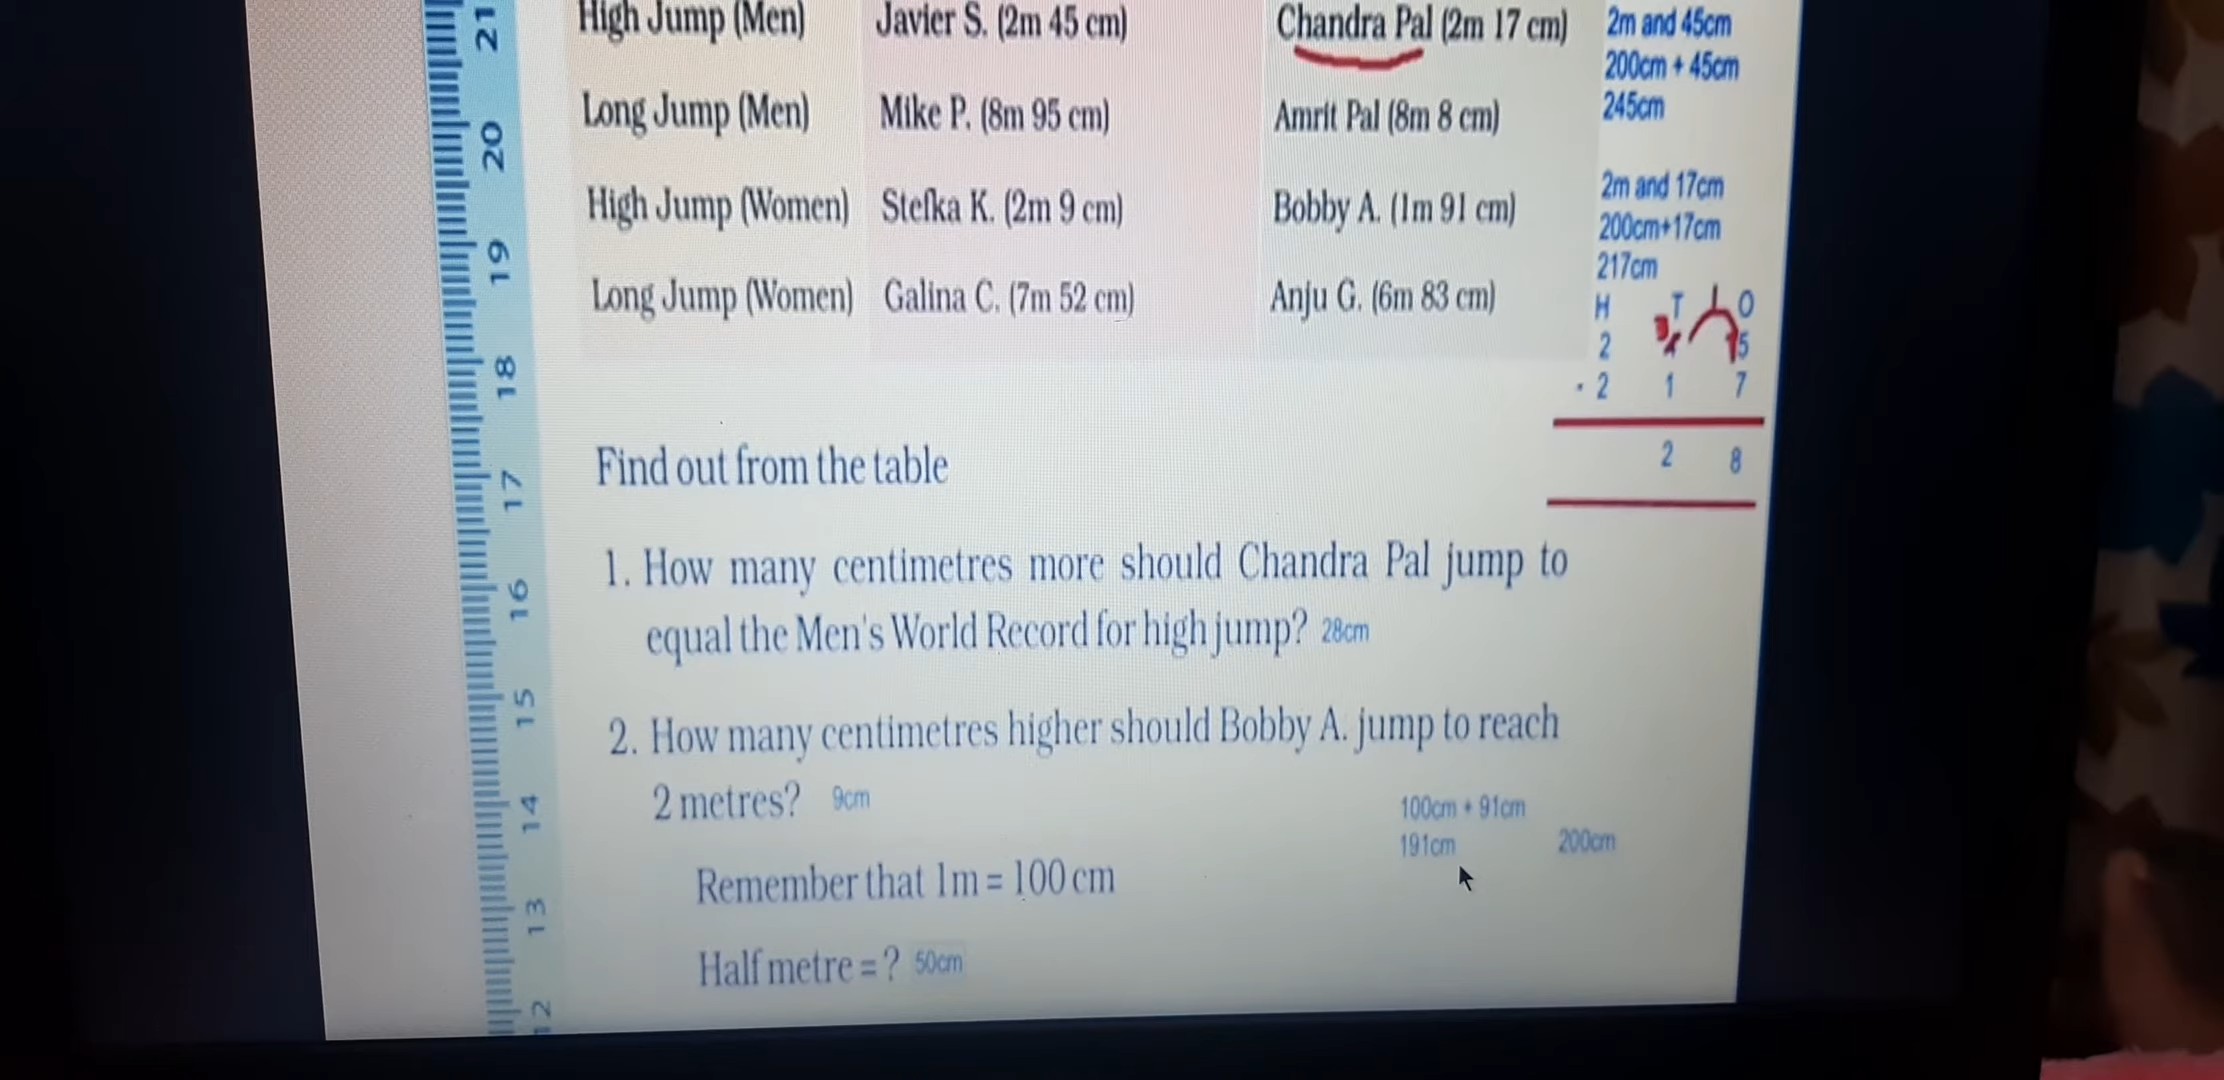 High Jump (Men) Javier S. (2m 45 cm) Chandra Pal (2m 17 cm)
Long Jump (Men) Mike P. (8m 95 cm) Amrit Pal (8m 8 cm)
High Jump (Women) Stefka K. (2m 9 cm) Bobby A. (1m 91 cm)
Long Jump (Women) Galina C. (7m 52 cm) Anju G. (6m 83 cm)
2m and 45cm
200cm + 45cm
245cm
2m and 17cm
200cm+17cm
217cm
H T O
2 5
- 2 1 7
2 8
Find out from the table
1. How many centimetres more should Chandra Pal jump to
equal the Men's World Record for high jump? 28cm
2. How many centimetres higher should Bobby A. jump to reach
2 metres? 9cm
100cm + 91cm
191cm 200cm
Remember that 1m = 100 cm
Half metre = ? 50cm
21
20
19
18
17
16
15
14
13
12